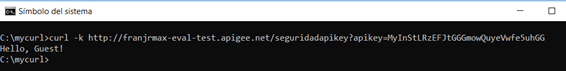 Símbolo del sistema
C:\mycurl>curl -k http://franjrmax-eval-test.apigee.net/seguridadapikey?apikey=MyInStLRzEFJtGGGmowQuyeVwfe5uhGG
Hello, Guest!
C:\mycurl>